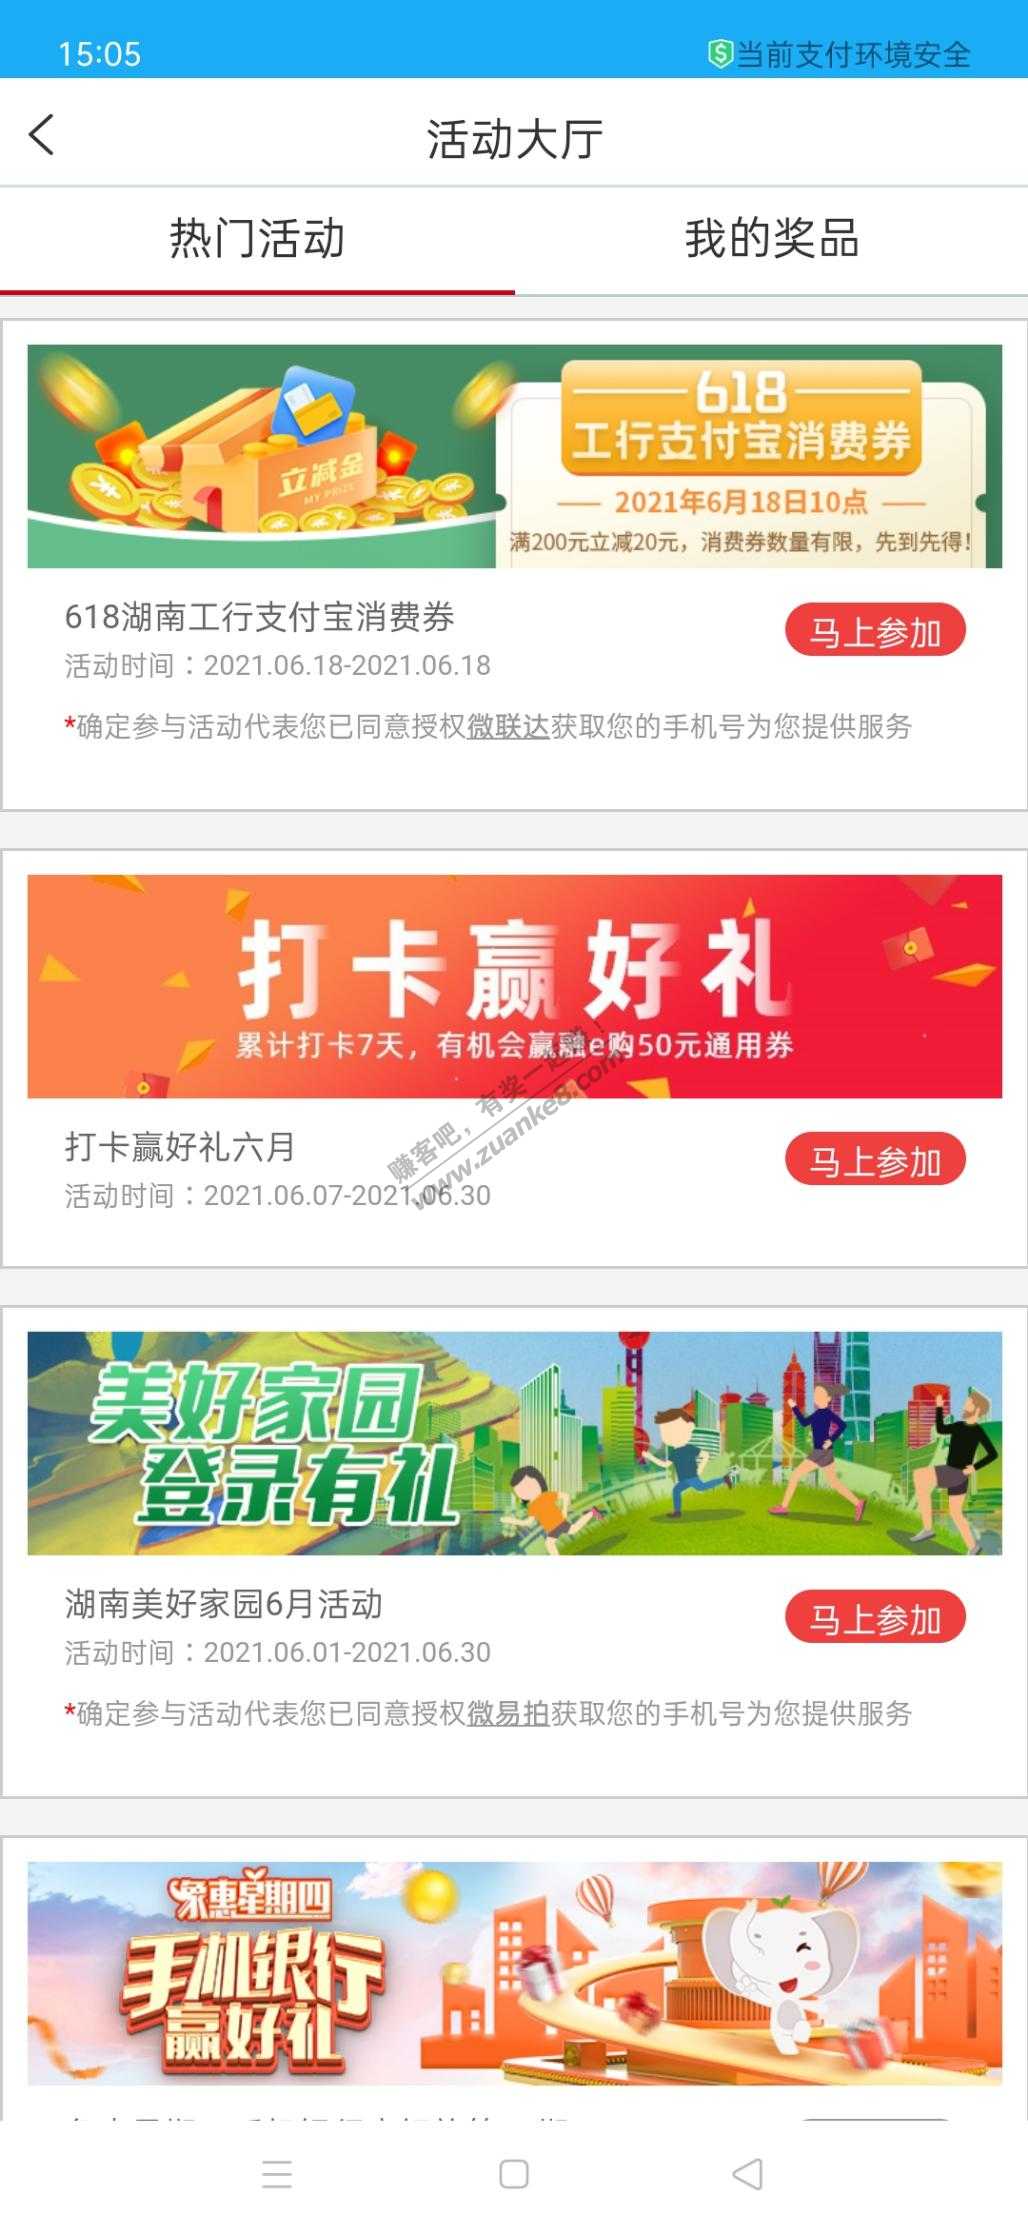 15:05
当前支付环境安全
活动大厅
热门活动
我的奖品
立减金
MY PRIZE
618
工行支付宝消费券
2021年6月18日10点
满200元立减20元，消费券数量有限，先到先得！
618湖南工行支付宝消费券
马上参加
活动时间：2021.06.18-2021.06.18
*确定参与活动代表您已同意授权微联达获取您的手机号为您提供服务
打卡赢好礼
累计打卡7天，有机会赢融e购50元通用券
赚客吧，有奖一起赚！
www.zuanke8.com
打卡赢好礼六月
马上参加
活动时间：2021.06.07-2021.06.30
美好家园
登录有礼
湖南美好家园6月活动
马上参加
活动时间：2021.06.01-2021.06.30
*确定参与活动代表您已同意授权微易拍获取您的手机号为您提供服务
象惠星期四
手机银行
赢好礼